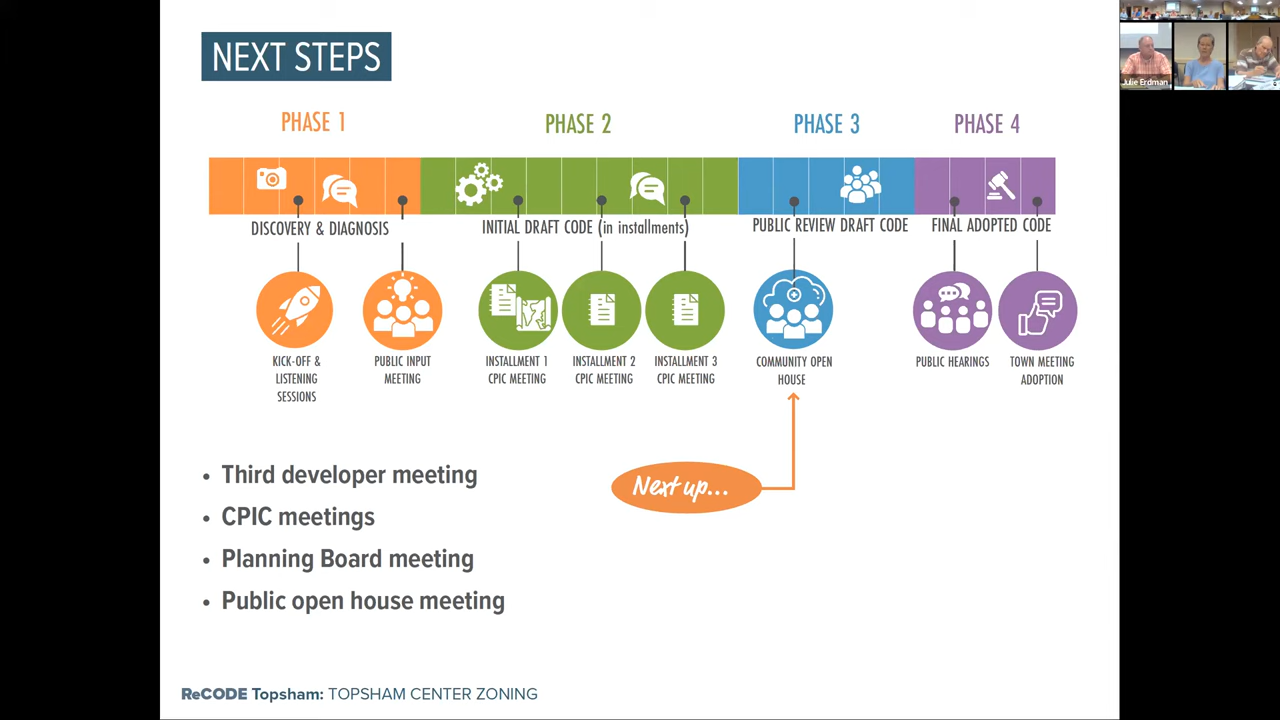 NEXT STEPS
PHASE 1
PHASE 2
PHASE 3
PHASE 4
DISCOVERY & DIAGNOSIS
INITIAL DRAFT CODE (in installments)
PUBLIC REVIEW DRAFT CODE
FINAL ADOPTED CODE
KICK-OFF &
LISTENING
SESSIONS
PUBLIC INPUT
MEETING
INSTALLMENT 1
CPIC MEETING
INSTALLMENT 2
CPIC MEETING
INSTALLMENT 3
CPIC MEETING
COMMUNITY OPEN
HOUSE
PUBLIC HEARINGS
TOWN MEETING
ADOPTION
Next up...
• Third developer meeting
• CPIC meetings
• Planning Board meeting
• Public open house meeting
ReCODE Topsham: TOPSHAM CENTER ZONING
Julie Erdman